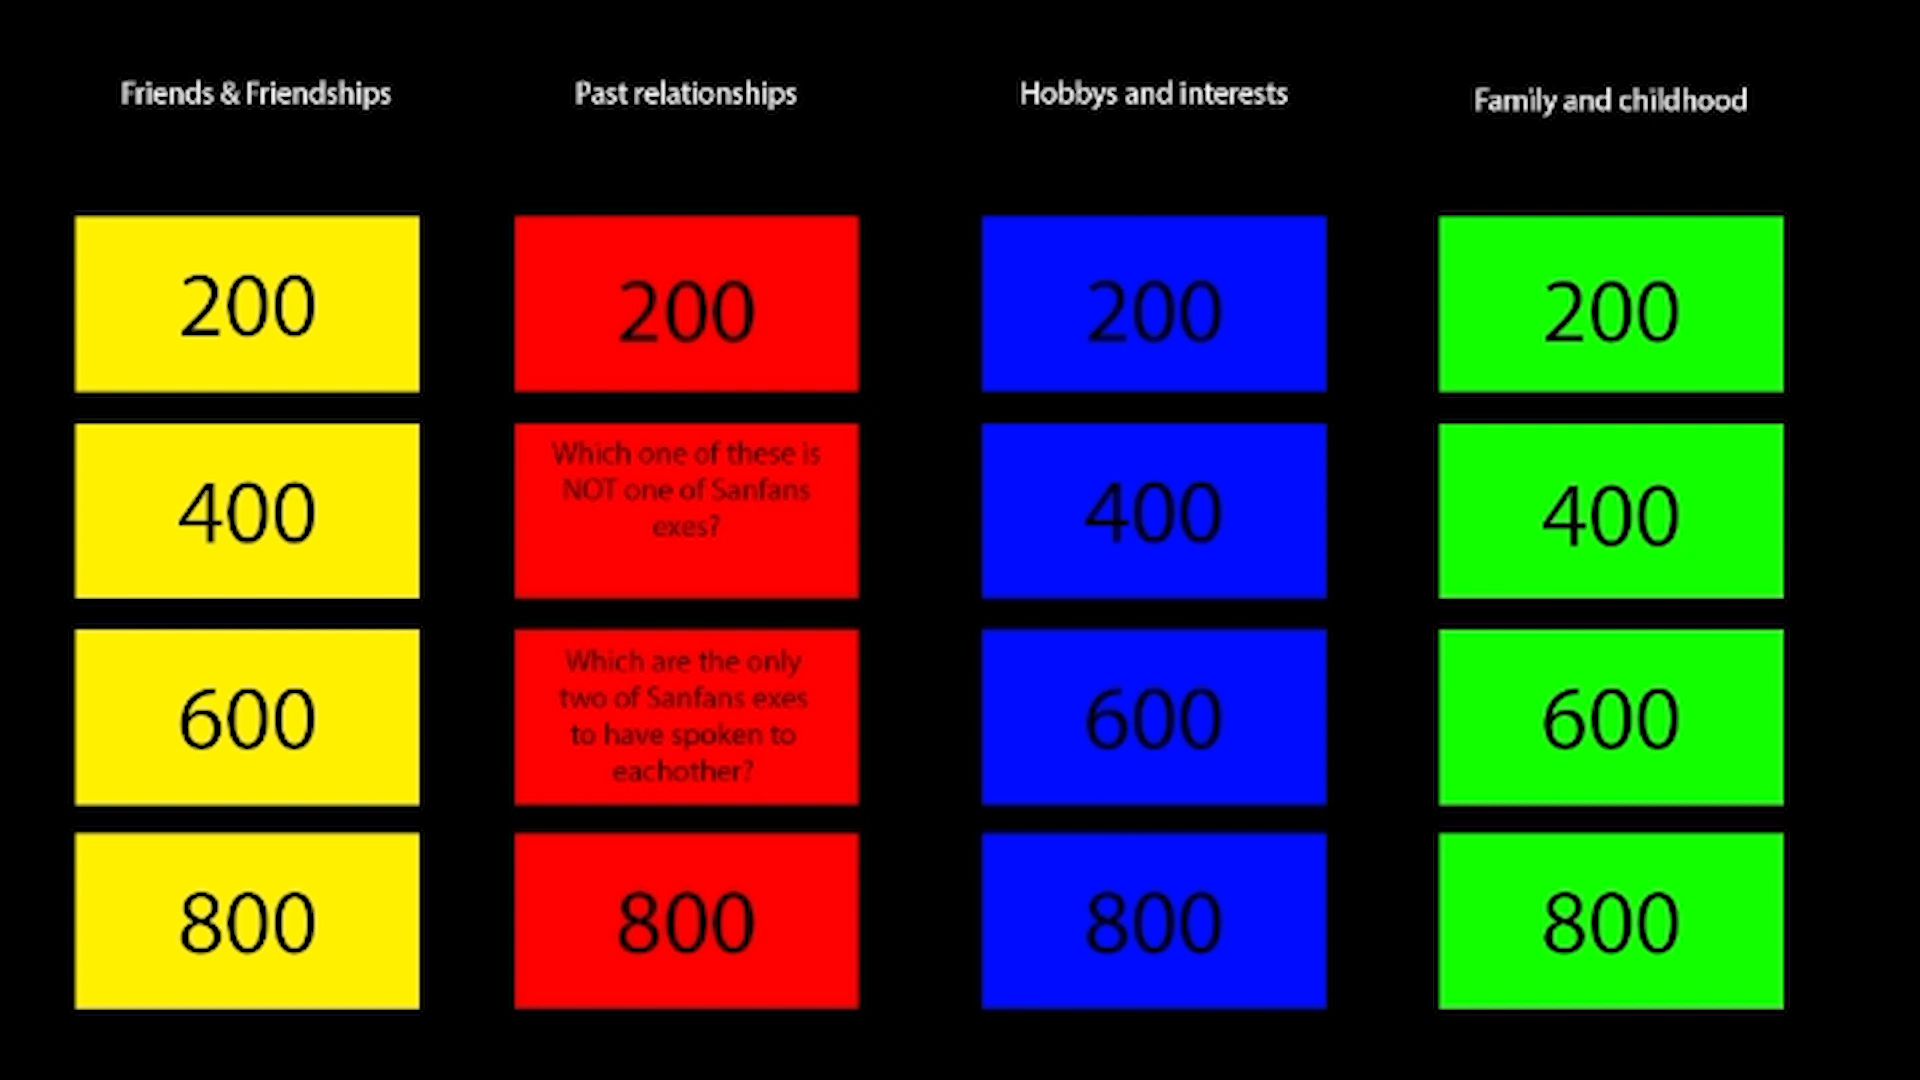 Friends & Friendships
Past relationships
Hobbys and interests
Family and childhood
200
200
200
200
400
Which one of these is
NOT one of Sanfans
exes?
400
400
600
Which are the only
two of Sanfans exes
to have spoken to
eachother?
600
600
800
800
800
800